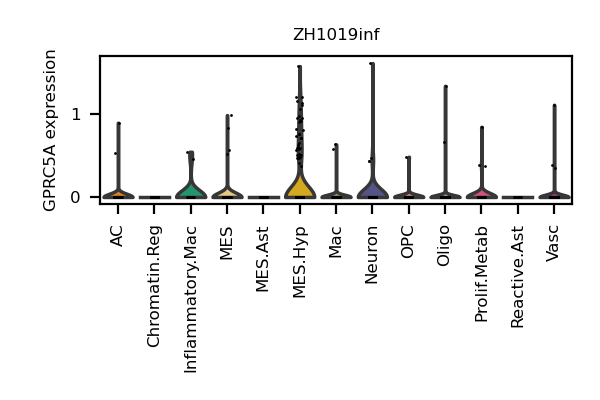 ZH1019inf
GPRC5A expression
1
0
AC
Chromatin.Reg
Inflammatory.Mac
MES
MES.Ast
MES.Hyp
Mac
Neuron
OPC
Oligo
Prolif.Metab
Reactive.Ast
Vasc